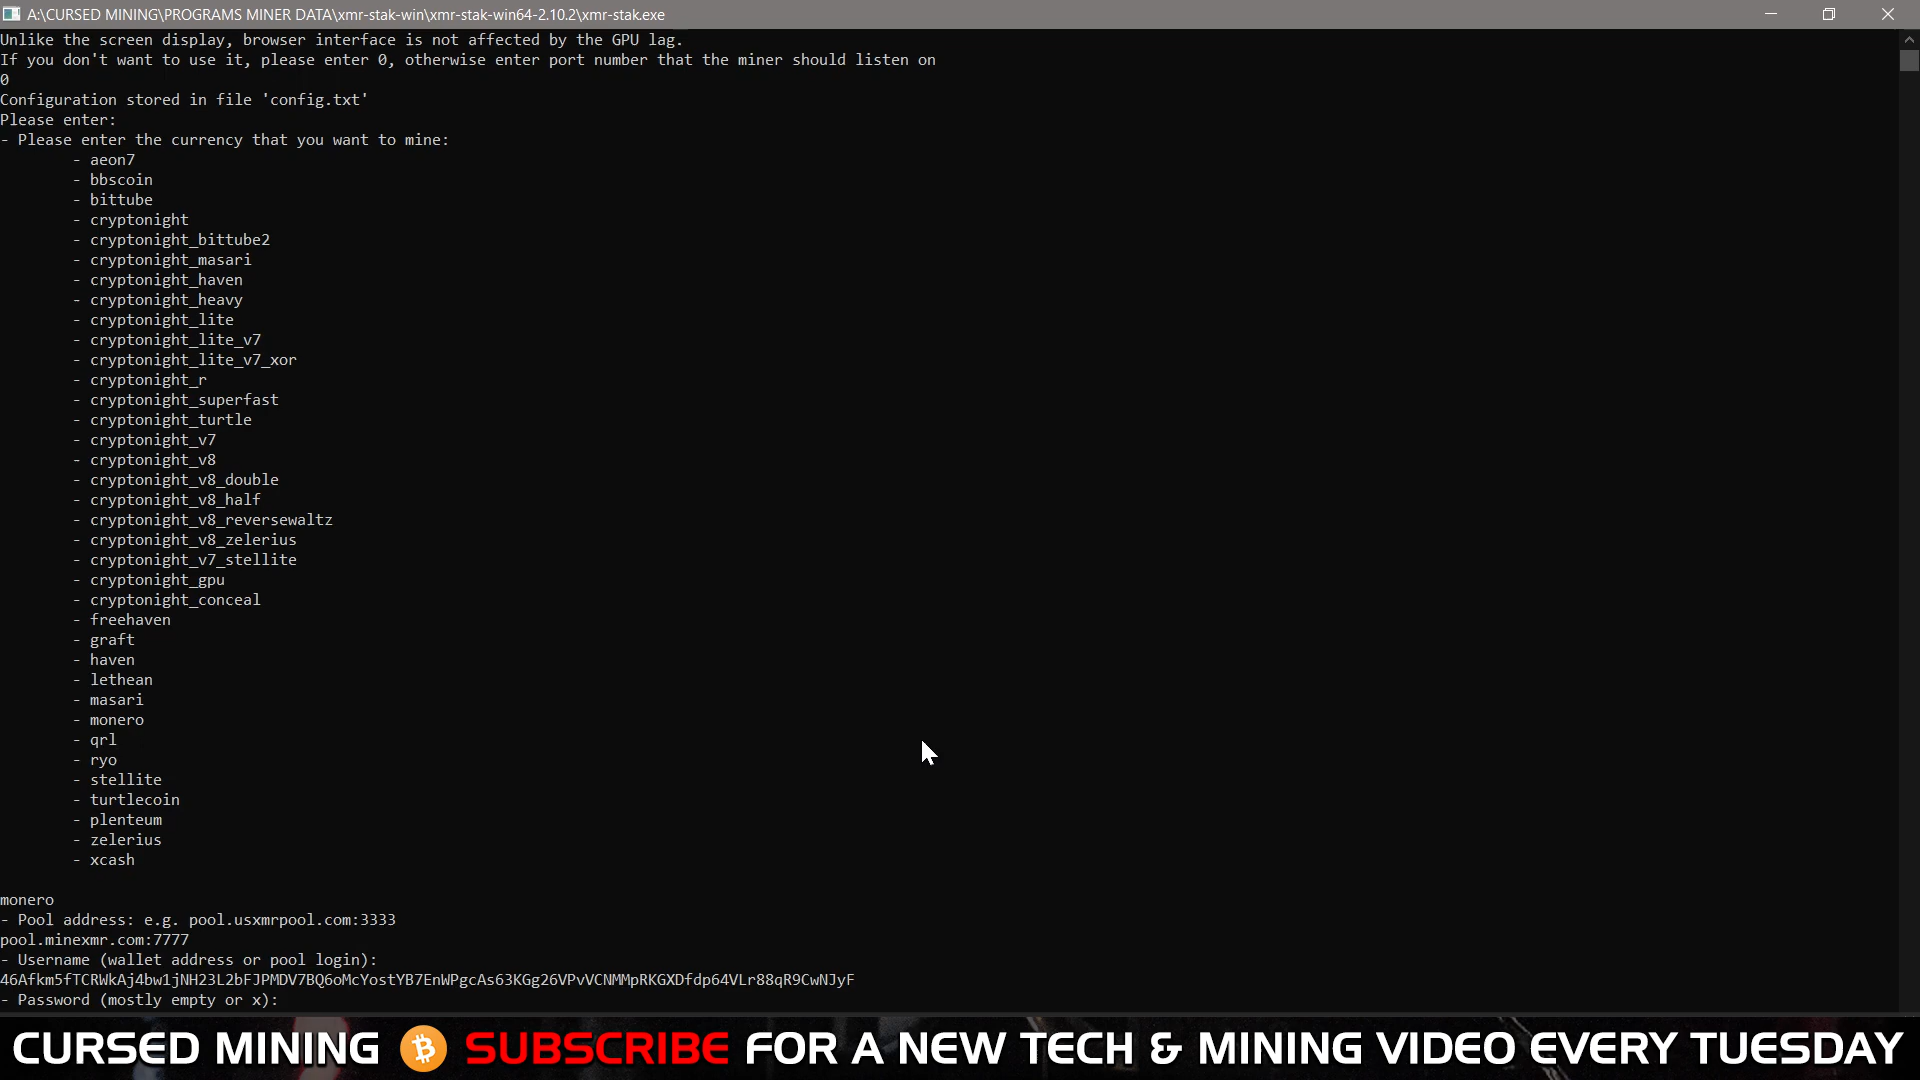 A:\CURSED MINING\PROGRAMS MINER DATA\xmr-stak-win\xmr-stak-win64-2.10.2\xmr-stak.exe
Unlike the screen display, browser interface is not affected by the GPU lag.
If you don't want to use it, please enter 0, otherwise enter port number that the miner should listen on
0
Configuration stored in file 'config.txt'
Please enter:
- Please enter the currency that you want to mine:
- aeon7
- bbscoin
- bittube
- cryptonight
- cryptonight_bittube2
- cryptonight_masari
- cryptonight_haven
- cryptonight_heavy
- cryptonight_lite
- cryptonight_lite_v7
- cryptonight_lite_v7_xor
- cryptonight_r
- cryptonight_superfast
- cryptonight_turtle
- cryptonight_v7
- cryptonight_v8
- cryptonight_v8_double
- cryptonight_v8_half
- cryptonight_v8_reversewaltz
- cryptonight_v8_zelerius
- cryptonight_v7_stellite
- cryptonight_gpu
- cryptonight_conceal
- freehaven
- graft
- haven
- lethean
- masari
- monero
- qrl
- ryo
- stellite
- turtlecoin
- plenteum
- zelerius
- xcash
monero
- Pool address: e.g. pool.usxmrpool.com:3333
pool.minexmr.com:7777
- Username (wallet address or pool login):
46Afkm5fTCRWkAj4bw1jNH23L2bFJPMDV7BQ6oMcYostYB7EnWPgcAs63KGg26VPvVCNMMpRKGXDfdp64VLr88qR9CwNJyF
- Password (mostly empty or x):
CURSED MINING SUBSCRIBE FOR A NEW TECH & MINING VIDEO EVERY TUESDAY